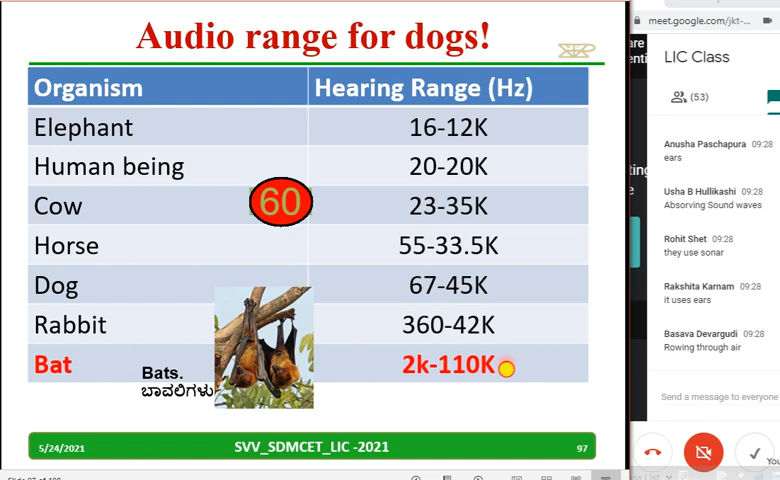 Audio range for dogs!
Organism Hearing Range (Hz)
Elephant 16-12K
Human being 20-20K
60
Cow 23-35K
Horse 55-33.5K
Dog 67-45K
Rabbit 360-42K
Bat 2k-110K
Bats.
ಬಾವಲಿಗಳು
5/24/2021 SVV_SDMCET_LIC -2021 97
meet.google.com/jkt-...
are
LIC Class
(53)
Anusha Paschapura 09:28
ears
Usha B Hullikashi 09:28
Absorving Sound waves
Rohit Shet 09:28
they use sonar
Rakshita Karnam 09:28
it uses ears
Basava Devargudi 09:28
Rowing through air
Send a message to everyone
You